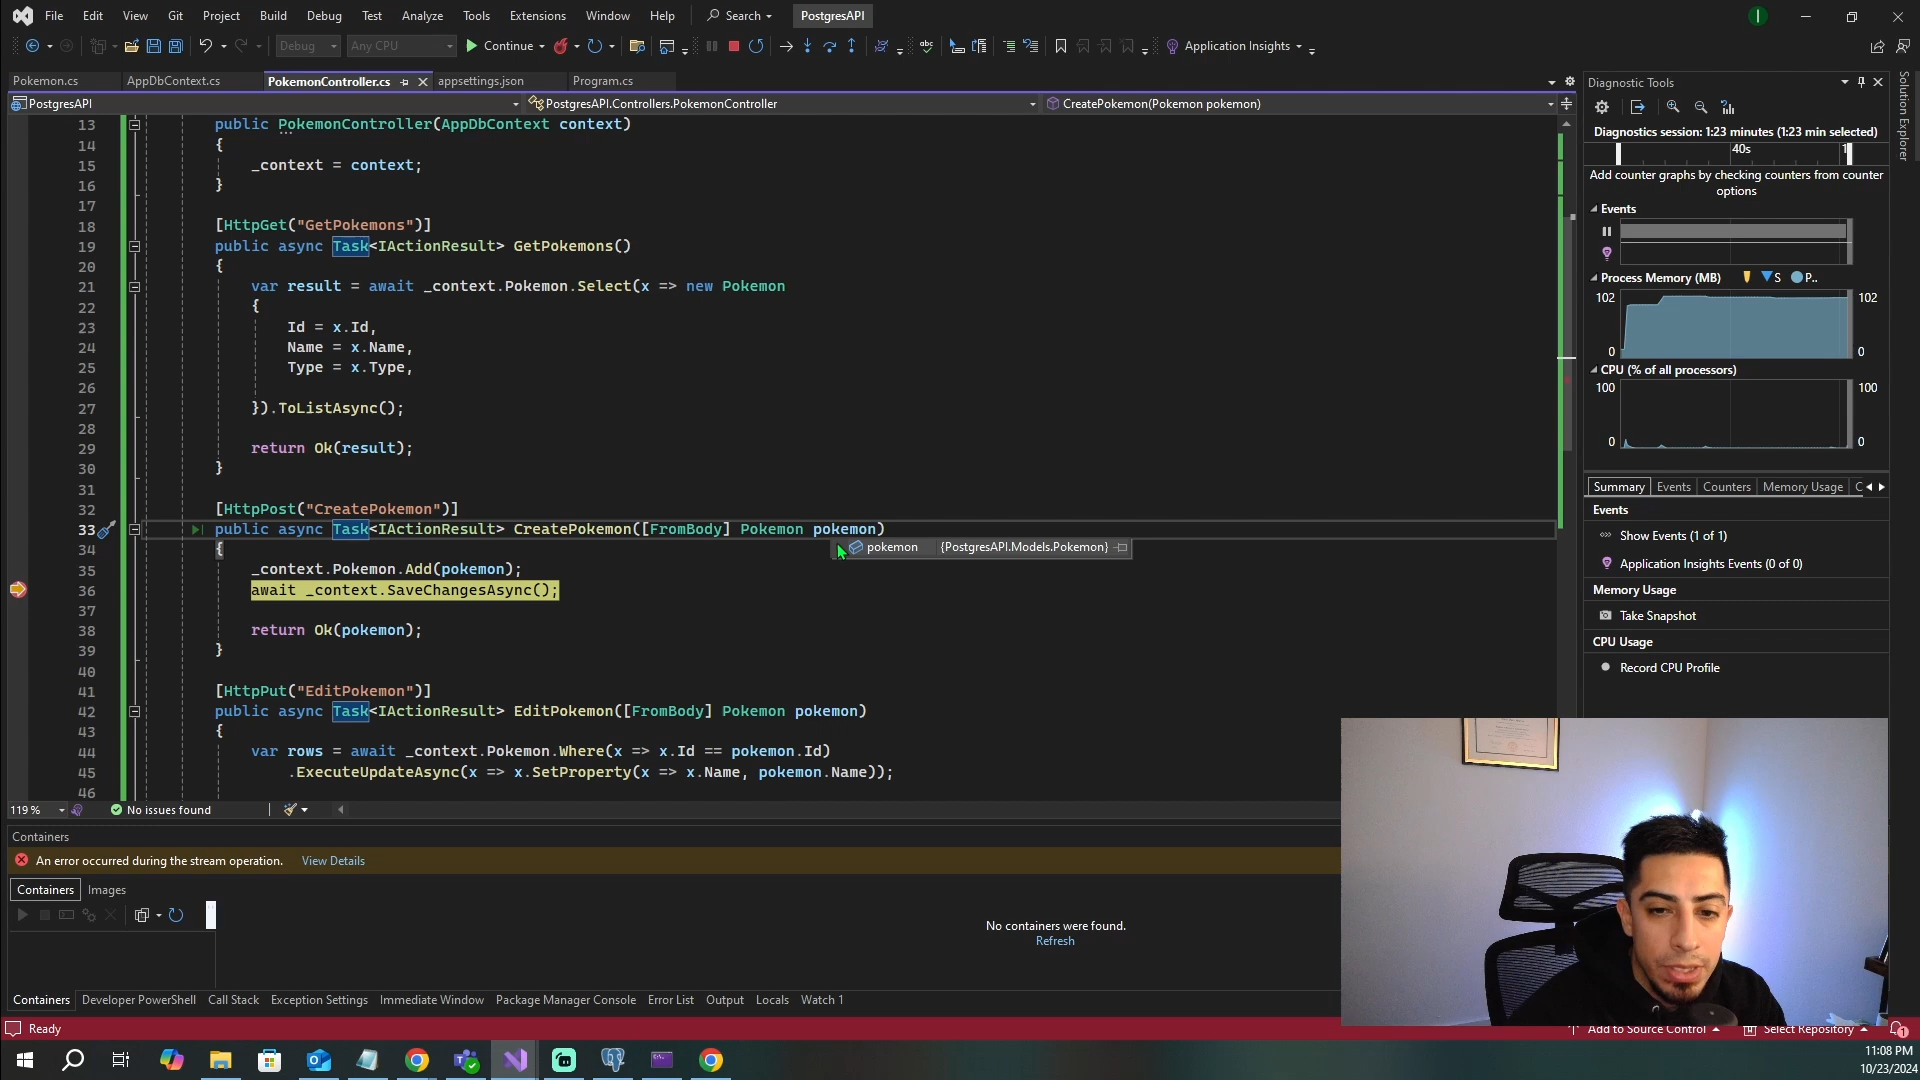 File Edit View Git Project Build Debug Test Analyze Tools Extensions Window Help Search PostgresAPI
Debug Any CPU Continue Application Insights
Pokemon.cs AppDbContext.cs PokemonController.cs appsettings.json Program.cs
PostgresAPI PostgresAPI.Controllers.PokemonController CreatePokemon(Pokemon pokemon)
13 public PokemonController(AppDbContext context)
14 {
15 _context = context;
16 }
17
18 [HttpGet("GetPokemons")]
19 public async Task<IActionResult> GetPokemons()
20 {
21 var result = await _context.Pokemon.Select(x => new Pokemon
22 {
23 Id = x.Id,
24 Name = x.Name,
25 Type = x.Type,
26
27 }).ToListAsync();
28
29 return Ok(result);
30 }
31
32 [HttpPost("CreatePokemon")]
33 public async Task<IActionResult> CreatePokemon([FromBody] Pokemon pokemon)
34 {
pokemon {PostgresAPI.Models.Pokemon}
35 _context.Pokemon.Add(pokemon);
36 await _context.SaveChangesAsync();
37
38 return Ok(pokemon);
39 }
40
41 [HttpPut("EditPokemon")]
42 public async Task<IActionResult> EditPokemon([FromBody] Pokemon pokemon)
43 {
44 var rows = await _context.Pokemon.Where(x => x.Id == pokemon.Id)
45 .ExecuteUpdateAsync(x => x.SetProperty(x => x.Name, pokemon.Name));
46
119 % No issues found
Containers
An error occurred during the stream operation. View Details
Containers Images
No containers were found.
Refresh
Containers Developer PowerShell Call Stack Exception Settings Immediate Window Package Manager Console Error List Output Locals Watch 1
Ready
Add to Source Control Select Repository 1
Diagnostic Tools
Diagnostics session: 1:23 minutes (1:23 min selected)
40s 1
Add counter graphs by checking counters from counter
options
Events
Process Memory (MB) S P..
102 102
0 0
CPU (% of all processors)
100 100
0 0
Summary Events Counters Memory Usage C
Events
Show Events (1 of 1)
Application Insights Events (0 of 0)
Memory Usage
Take Snapshot
CPU Usage
Record CPU Profile
Solution Explorer
11:08 PM
10/23/2024